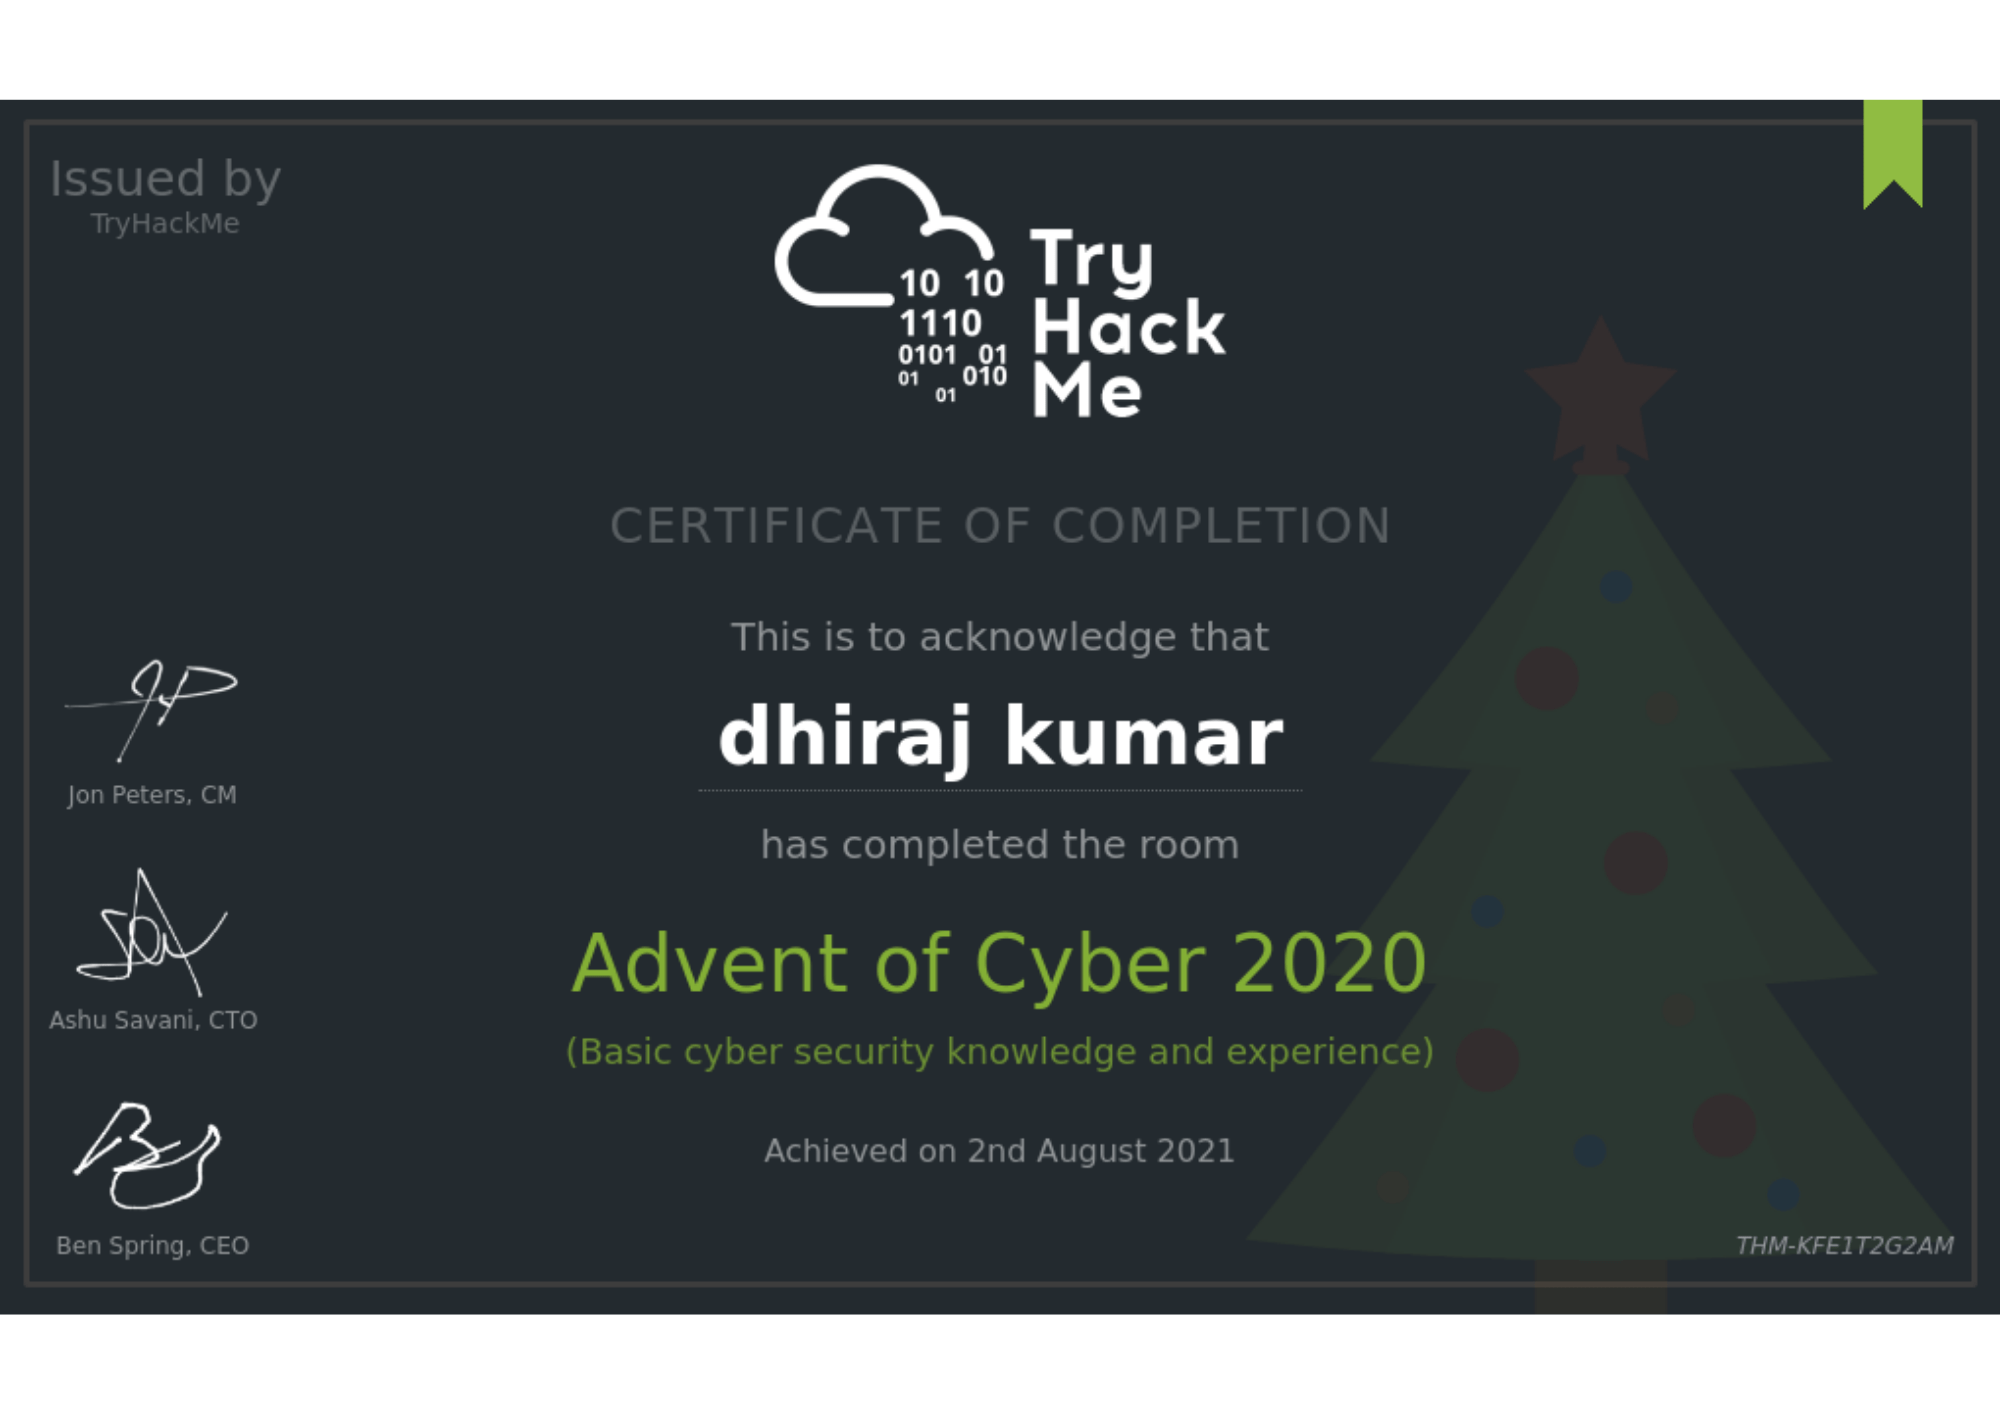 Issued by
TryHackMe
10 10
1110
0101 01
01 010
01
Try
Hack
Me
CERTIFICATE OF COMPLETION
This is to acknowledge that
dhiraj kumar
has completed the room
Advent of Cyber 2020
(Basic cyber security knowledge and experience)
Achieved on 2nd August 2021
Jon Peters, CM
Ashu Savani, CTO
Ben Spring, CEO
THM-KFE1T2G2AM